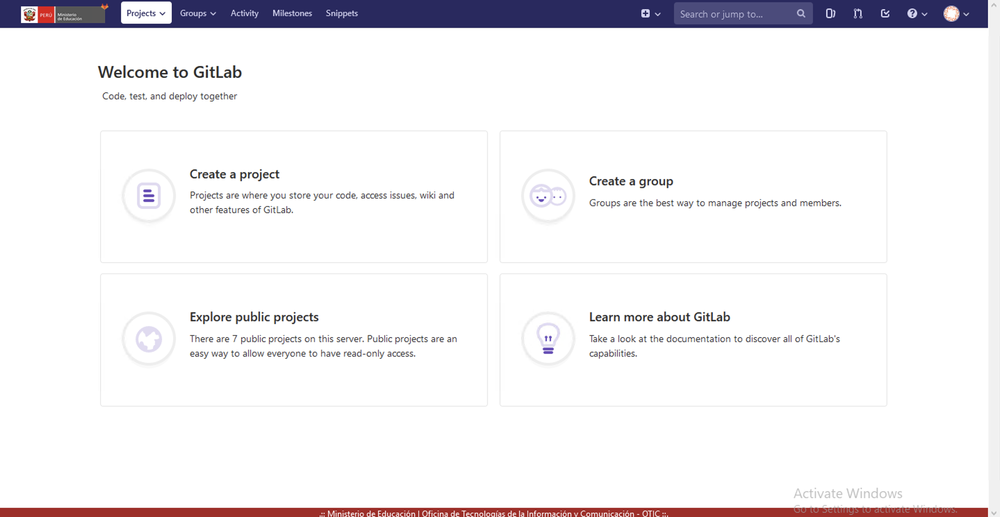 PERÚ
Ministerio
de Educación
Projects
Groups
Activity
Milestones
Snippets
Search or jump to...
Welcome to GitLab
Code, test, and deploy together
Create a project
Projects are where you store your code, access issues, wiki and
other features of GitLab.
Create a group
Groups are the best way to manage projects and members.
Explore public projects
There are 7 public projects on this server. Public projects are an
easy way to allow everyone to have read-only access.
Learn more about GitLab
Take a look at the documentation to discover all of GitLab's
capabilities.
Activate Windows
Go to Settings to activate Windows.
.:: Ministerio de Educación | Oficina de Tecnologías de la Información y Comunicación - OTIC ::.